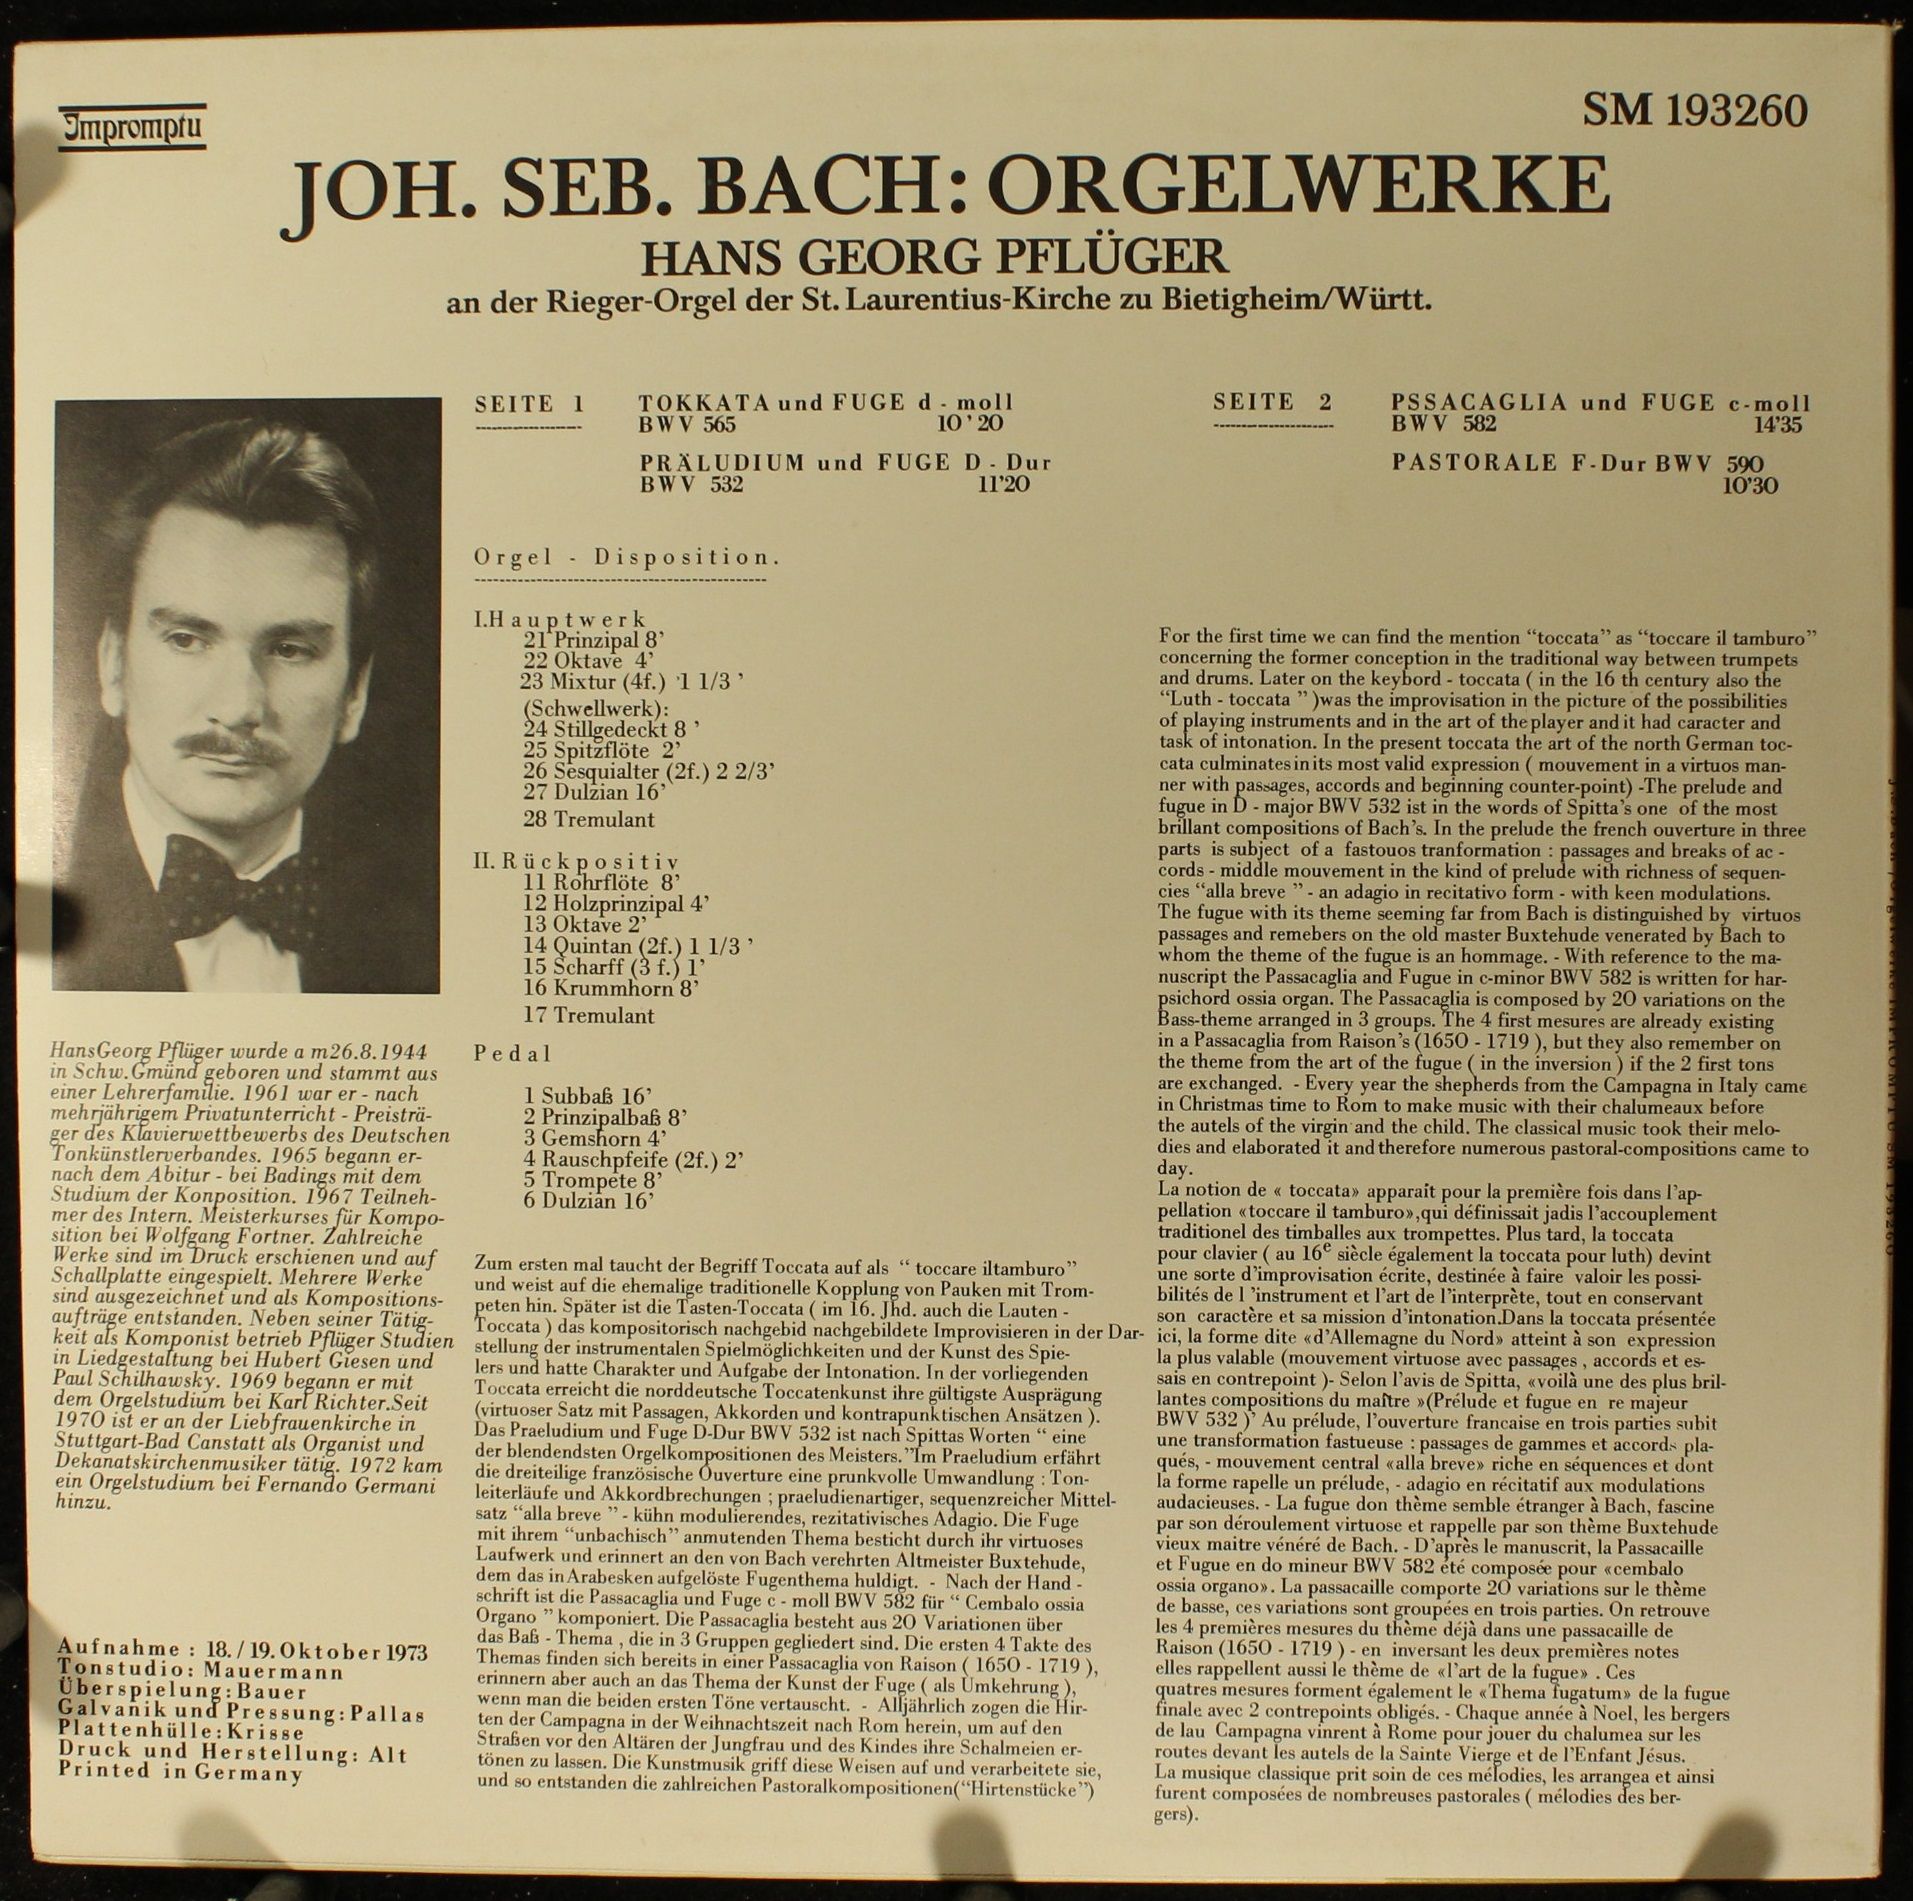 Impromptu
SM 193260
JOH. SEB. BACH: ORGELWERKE
HANS GEORG PFLÜGER
an der Rieger-Orgel der St. Laurentius-Kirche zu Bietigheim/Württ.
SEITE 1
TOKKATA und FUGE d - moll
BWV 565 10' 20
PRÄLUDIUM und FUGE D - Dur
BWV 532 11'20
SEITE 2
PSSACAGLIA und FUGE c-moll
BWV 582 14'35
PASTORALE F-Dur BWV 590
10'30
Orgel - Disposition.
I.Hauptwerk
21 Prinzipal 8'
22 Oktave 4'
23 Mixtur (4f.) 1 1/3 '
(Schwellwerk):
24 Stillgedeckt 8 '
25 Spitzflöte 2'
26 Sesquialter (2f.) 2 2/3'
27 Dulzian 16'
28 Tremulant
II. Rückpositiv
11 Rohrflöte 8'
12 Holzprinzipal 4'
13 Oktave 2'
14 Quintan (2f.) 1 1/3 '
15 Scharff (3 f.) 1'
16 Krummhorn 8'
17 Tremulant
Pedal
1 Subbaß 16'
2 Prinzipalbaß 8'
3 Gemshorn 4'
4 Rauschpfeife (2f.) 2'
5 Trompete 8'
6 Dulzian 16'
HansGeorg Pflüger wurde a m26.8.1944
in Schw.Gmünd geboren und stammt aus
einer Lehrerfamilie. 1961 war er - nach
mehrjährigem Privatunterricht - Preisträ-
ger des Klavierwettbewerbs des Deutschen
Tonkünstlerverbandes. 1965 begann er-
nach dem Abitur - bei Badings mit dem
Studium der Konposition. 1967 Teilneh-
mer des Intern. Meisterkurses für Kompo-
sition bei Wolfgang Fortner. Zahlreiche
Werke sind im Druck erschienen und auf
Schallplatte eingespielt. Mehrere Werke
sind ausgezeichnet und als Kompositions-
aufträge entstanden. Neben seiner Tätig-
keit als Komponist betrieb Pflüger Studien
in Liedgestaltung bei Hubert Giesen und
Paul Schilhawsky. 1969 begann er mit
dem Orgelstudium bei Karl Richter.Seit
1970 ist er an der Liebfrauenkirche in
Stuttgart-Bad Canstatt als Organist und
Dekanatskirchenmusiker tätig. 1972 kam
ein Orgelstudium bei Fernando Germani
hinzu.
Aufnahme : 18. / 19. Oktober 1973
Tonstudio: Mauermann
Überspielung: Bauer
Galvanik und Pressung: Pallas
Plattenhülle: Krisse
Druck und Herstellung: Alt
Printed in Germany
Zum ersten mal taucht der Begriff Toccata auf als “ toccare iltamburo”
und weist auf die ehemalige traditionelle Kopplung von Pauken mit Trom-
peten hin. Später ist die Tasten-Toccata ( im 16. Jhd. auch die Lauten -
Toccata ) das kompositorisch nachgebid nachgebildete Improvisieren in der Dar-
stellung der instrumentalen Spielmöglichkeiten und der Kunst des Spie-
lers und hatte Charakter und Aufgabe der Intonation. In der vorliegenden
Toccata erreicht die norddeutsche Toccatenkunst ihre gültigste Ausprägung
(virtuoser Satz mit Passagen, Akkorden und kontrapunktischen Ansätzen ).
Das Praeludium und Fuge D-Dur BWV 532 ist nach Spittas Worten “ eine
der blendendsten Orgelkompositionen des Meisters.”Im Praeludium erfährt
die dreiteilige französische Ouverture eine prunkvolle Umwandlung : Ton-
leiterläufe und Akkordbrechungen ; praeludienartiger, sequenzreicher Mittel-
satz “alla breve ” - kühn modulierendes, rezitativisches Adagio. Die Fuge
mit ihrem “unbachisch” anmutenden Thema besticht durch ihr virtuoses
Laufwerk und erinnert an den von Bach verehrten Altmeister Buxtehude,
dem das in Arabesken aufgelöste Fugenthema huldigt. - Nach der Hand -
schrift ist die Passacaglia und Fuge c - moll BWV 582 für “ Cembalo ossia
Organo ” komponiert. Die Passacaglia besteht aus 20 Variationen über
das Baß - Thema , die in 3 Gruppen gegliedert sind. Die ersten 4 Takte des
Themas finden sich bereits in einer Passacaglia von Raison ( 1650 - 1719 ),
erinnern aber auch an das Thema der Kunst der Fuge ( als Umkehrung ),
wenn man die beiden ersten Töne vertauscht. - Alljährlich zogen die Hir-
ten der Campagna in der Weihnachtszeit nach Rom herein, um auf den
Straßen vor den Altären der Jungfrau und des Kindes ihre Schalmeien er-
tönen zu lassen. Die Kunstmusik griff diese Weisen auf und verarbeitete sie,
und so entstanden die zahlreichen Pastoralkompositionen(“Hirtenstücke”)
For the first time we can find the mention “toccata” as “toccare il tamburo”
concerning the former conception in the traditional way between trumpets
and drums. Later on the keybord - toccata ( in the 16 th century also the
“Luth - toccata ” )was the improvisation in the picture of the possibilities
of playing instruments and in the art of the player and it had caracter and
task of intonation. In the present toccata the art of the north German toc-
cata culminates in its most valid expression ( mouvement in a virtuos man-
ner with passages, accords and beginning counter-point) -The prelude and
fugue in D - major BWV 532 ist in the words of Spitta's one of the most
brillant compositions of Bach's. In the prelude the french ouverture in three
parts is subject of a fastouos tranformation : passages and breaks of ac -
cords - middle mouvement in the kind of prelude with richness of sequen-
cies “alla breve ” - an adagio in recitativo form - with keen modulations.
The fugue with its theme seeming far from Bach is distinguished by virtuos
passages and remebers on the old master Buxtehude venerated by Bach to
whom the theme of the fugue is an hommage. - With reference to the ma-
nuscript the Passacaglia and Fugue in c-minor BWV 582 is written for har-
psichord ossia organ. The Passacaglia is composed by 20 variations on the
Bass-theme arranged in 3 groups. The 4 first mesures are already existing
in a Passacaglia from Raison's (1650 - 1719 ), but they also remember on
the theme from the art of the fugue ( in the inversion ) if the 2 first tons
are exchanged. - Every year the shepherds from the Campagna in Italy came
in Christmas time to Rom to make music with their chalumeaux before
the autels of the virgin and the child. The classical music took their melo-
dies and elaborated it and therefore numerous pastoral-compositions came to
day.
La notion de « toccata» apparaît pour la première fois dans l'ap-
pellation «toccare il tamburo»,qui définissait jadis l'accouplement
traditionel des timballes aux trompettes. Plus tard, la toccata
pour clavier ( au 16e siècle également la toccata pour luth) devint
une sorte d'improvisation écrite, destinée à faire valoir les possi-
bilités de l 'instrument et l'art de l'interprète, tout en conservant
son caractère et sa mission d'intonation.Dans la toccata présentée
ici, la forme dite «d'Allemagne du Nord» atteint à son expression
la plus valable (mouvement virtuose avec passages , accords et es-
sais en contrepoint )- Selon l'avis de Spitta, «voilà une des plus bril-
lantes compositions du maître »(Prélude et fugue en re majeur
BWV 532 )' Au prélude, l'ouverture francaise en trois parties subit
une transformation fastueuse : passages de gammes et accords pla-
qués, - mouvement central «alla breve» riche en séquences et dont
la forme rapelle un prélude, - adagio en récitatif aux modulations
audacieuses. - La fugue don thème semble étranger à Bach, fascine
par son déroulement virtuose et rappelle par son thème Buxtehude
vieux maitre vénéré de Bach. - D'après le manuscrit, la Passacaille
et Fugue en do mineur BWV 582 été composée pour «cembalo
ossia organo». La passacaille comporte 20 variations sur le thème
de basse, ces variations sont groupées en trois parties. On retrouve
les 4 premières mesures du thème déjà dans une passacaille de
Raison (1650 - 1719 ) - en inversant les deux premières notes
elles rappellent aussi le thème de «l'art de la fugue» . Ces
quatres mesures forment également le «Thema fugatum» de la fugue
finale avec 2 contrepoints obligés. - Chaque année à Noel, les bergers
de lau Campagna vinrent à Rome pour jouer du chalumea sur les
routes devant les autels de la Sainte Vierge et de l'Enfant Jésus.
La musique classique prit soin de ces mélodies, les arrangea et ainsi
furent composées de nombreuses pastorales ( mélodies des ber-
gers).